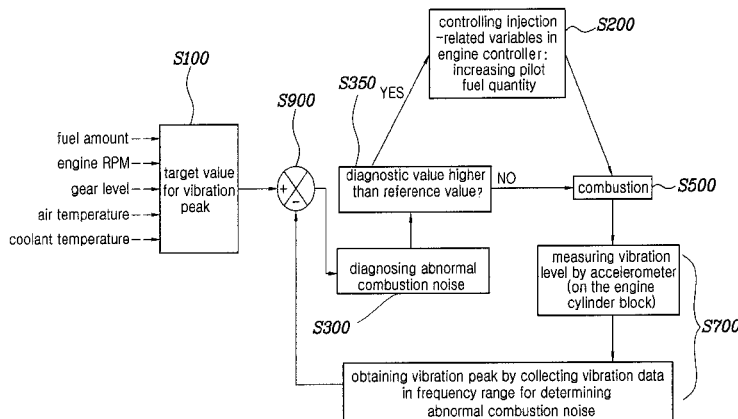 controlling injection
-related variables in
engine controller:
increasing pilot
fuel quantity
S200
S100
S350
YES
S900
fuel amount
engine RPM
gear level
air temperature
coolant temperature
target value
for vibration
peak
+
-
diagnostic value higher
than reference value?
NO
combustion
S500
diagnosing abnormal
combustion noise
S300
measuring vibration
level by accelerometer
(on the engine
cylinder block)
S700
obtaining vibration peak by collecting vibration data
in frequency range for determining
abnormal combustion noise